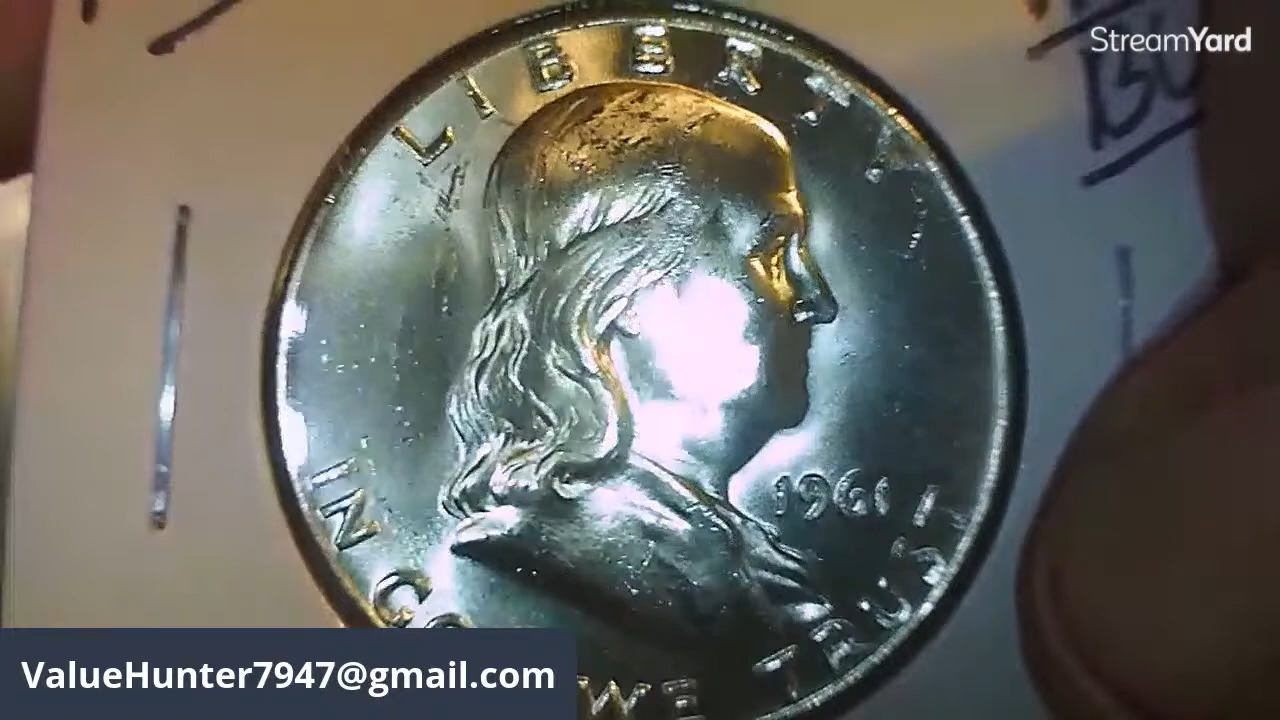 StreamYard
LIBERTY
IN GOD WE TRUST
1961
ValueHunter7947@gmail.com